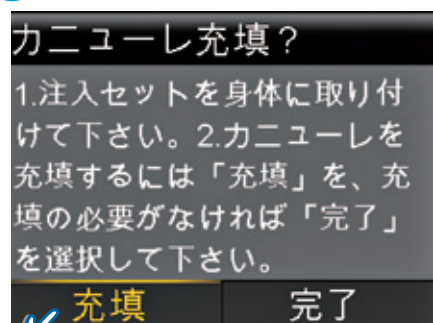 カニューレ充填？
1.注入セットを身体に取り付
けて下さい。2.カニューレを
充填するには「充填」を、充
填の必要がなければ「完了」
を選択して下さい。
充填 完了